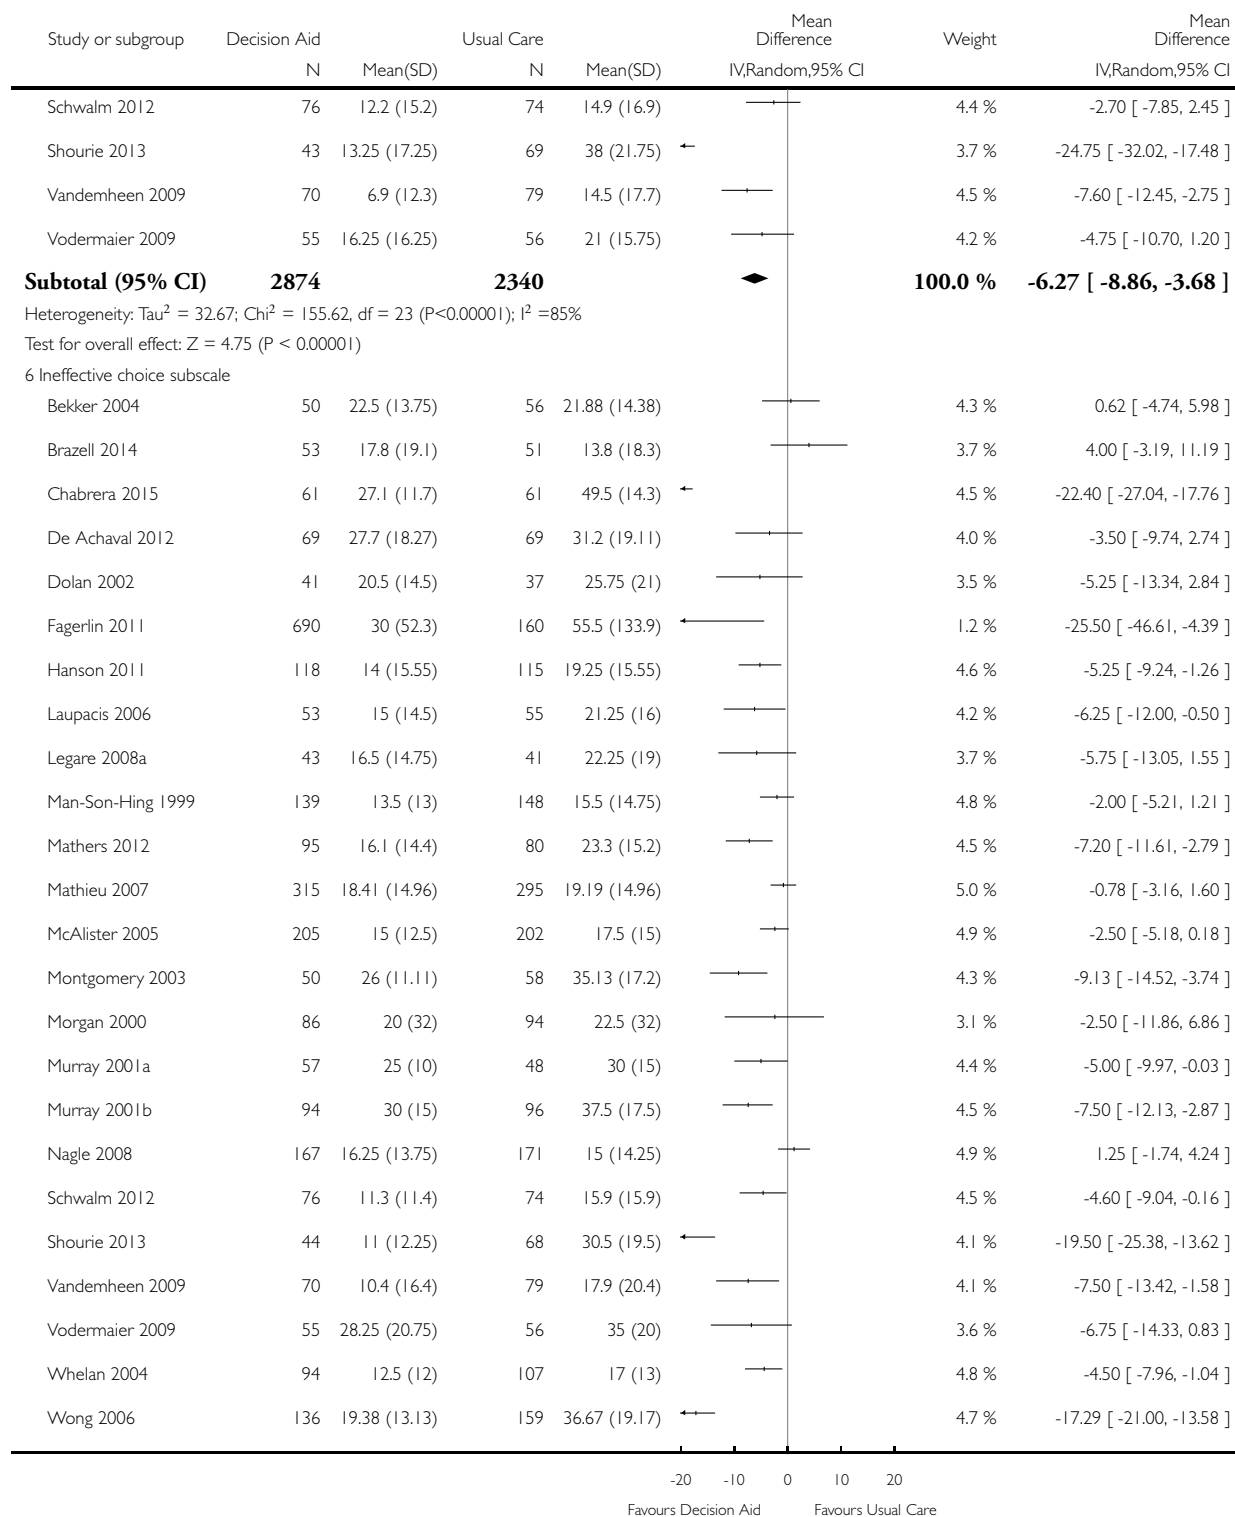 Mean Mean
Study or subgroup Decision Aid Usual Care Difference Weight Difference
N Mean(SD) N Mean(SD) IV,Random,95% CI IV,Random,95% CI
Schwalm 2012 76 12.2 (15.2) 74 14.9 (16.9) 4.4 % -2.70 [ -7.85, 2.45 ]
Shourie 2013 43 13.25 (17.25) 69 38 (21.75) 3.7 % -24.75 [ -32.02, -17.48 ]
Vandemheen 2009 70 6.9 (12.3) 79 14.5 (17.7) 4.5 % -7.60 [ -12.45, -2.75 ]
Vodermaier 2009 55 16.25 (16.25) 56 21 (15.75) 4.2 % -4.75 [ -10.70, 1.20 ]
Subtotal (95% CI) 2874 2340 100.0 % -6.27 [ -8.86, -3.68 ]
Heterogeneity: Tau² = 32.67; Chi² = 155.62, df = 23 (P<0.00001); I² =85%
Test for overall effect: Z = 4.75 (P < 0.00001)
6 Ineffective choice subscale
Bekker 2004 50 22.5 (13.75) 56 21.88 (14.38) 4.3 % 0.62 [ -4.74, 5.98 ]
Brazell 2014 53 17.8 (19.1) 51 13.8 (18.3) 3.7 % 4.00 [ -3.19, 11.19 ]
Chabrera 2015 61 27.1 (11.7) 61 49.5 (14.3) 4.5 % -22.40 [ -27.04, -17.76 ]
De Achaval 2012 69 27.7 (18.27) 69 31.2 (19.11) 4.0 % -3.50 [ -9.74, 2.74 ]
Dolan 2002 41 20.5 (14.5) 37 25.75 (21) 3.5 % -5.25 [ -13.34, 2.84 ]
Fagerlin 2011 690 30 (52.3) 160 55.5 (133.9) 1.2 % -25.50 [ -46.61, -4.39 ]
Hanson 2011 118 14 (15.55) 115 19.25 (15.55) 4.6 % -5.25 [ -9.24, -1.26 ]
Laupacis 2006 53 15 (14.5) 55 21.25 (16) 4.2 % -6.25 [ -12.00, -0.50 ]
Legare 2008a 43 16.5 (14.75) 41 22.25 (19) 3.7 % -5.75 [ -13.05, 1.55 ]
Man-Son-Hing 1999 139 13.5 (13) 148 15.5 (14.75) 4.8 % -2.00 [ -5.21, 1.21 ]
Mathers 2012 95 16.1 (14.4) 80 23.3 (15.2) 4.5 % -7.20 [ -11.61, -2.79 ]
Mathieu 2007 315 18.41 (14.96) 295 19.19 (14.96) 5.0 % -0.78 [ -3.16, 1.60 ]
McAlister 2005 205 15 (12.5) 202 17.5 (15) 4.9 % -2.50 [ -5.18, 0.18 ]
Montgomery 2003 50 26 (11.11) 58 35.13 (17.2) 4.3 % -9.13 [ -14.52, -3.74 ]
Morgan 2000 86 20 (32) 94 22.5 (32) 3.1 % -2.50 [ -11.86, 6.86 ]
Murray 2001a 57 25 (10) 48 30 (15) 4.4 % -5.00 [ -9.97, -0.03 ]
Murray 2001b 94 30 (15) 96 37.5 (17.5) 4.5 % -7.50 [ -12.13, -2.87 ]
Nagle 2008 167 16.25 (13.75) 171 15 (14.25) 4.9 % 1.25 [ -1.74, 4.24 ]
Schwalm 2012 76 11.3 (11.4) 74 15.9 (15.9) 4.5 % -4.60 [ -9.04, -0.16 ]
Shourie 2013 44 11 (12.25) 68 30.5 (19.5) 4.1 % -19.50 [ -25.38, -13.62 ]
Vandemheen 2009 70 10.4 (16.4) 79 17.9 (20.4) 4.1 % -7.50 [ -13.42, -1.58 ]
Vodermaier 2009 55 28.25 (20.75) 56 35 (20) 3.6 % -6.75 [ -14.33, 0.83 ]
Whelan 2004 94 12.5 (12) 107 17 (13) 4.8 % -4.50 [ -7.96, -1.04 ]
Wong 2006 136 19.38 (13.13) 159 36.67 (19.17) 4.7 % -17.29 [ -21.00, -13.58 ]
-20 -10 0 10 20
Favours Decision Aid Favours Usual Care